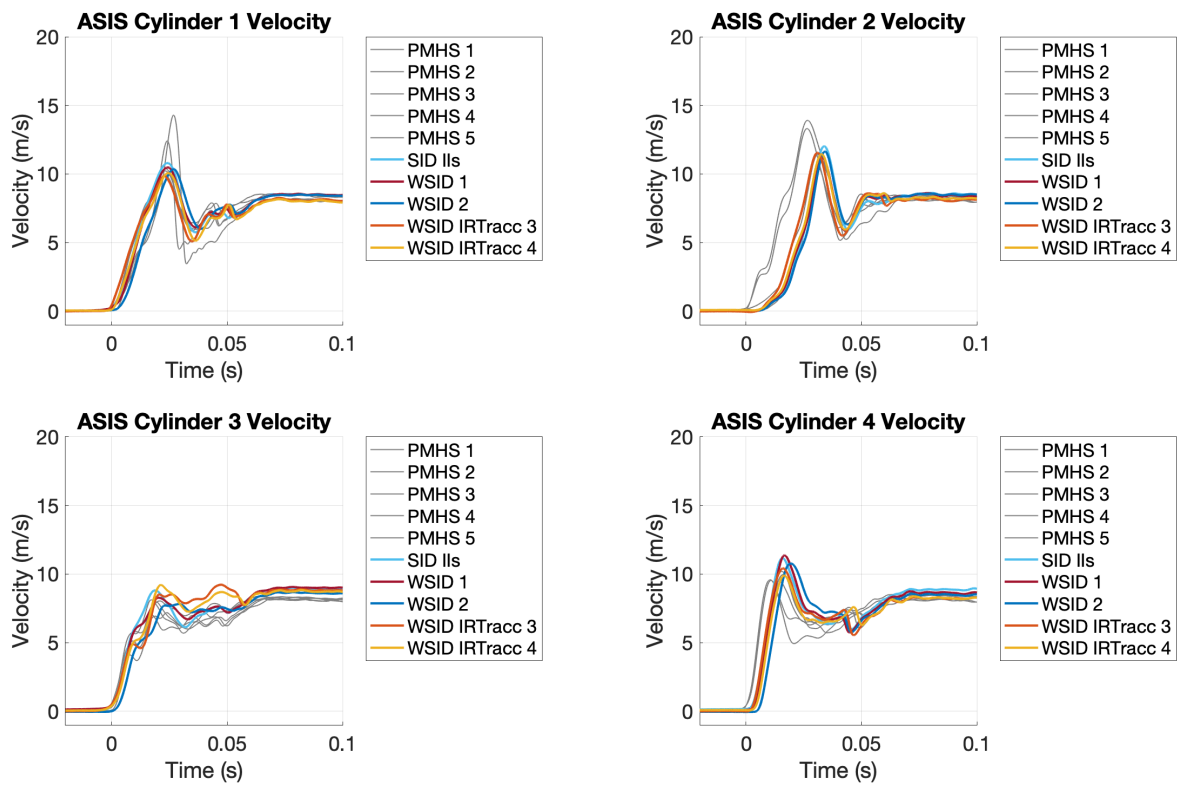 ASIS Cylinder 1 Velocity
20
15
10
5
0
Velocity (m/s)
0
0.05
0.1
Time (s)
PMHS 1
PMHS 2
PMHS 3
PMHS 4
PMHS 5
SID IIs
WSID 1
WSID 2
WSID IRTracc 3
WSID IRTracc 4
ASIS Cylinder 2 Velocity
20
15
10
5
0
Velocity (m/s)
0
0.05
0.1
Time (s)
PMHS 1
PMHS 2
PMHS 3
PMHS 4
PMHS 5
SID IIs
WSID 1
WSID 2
WSID IRTracc 3
WSID IRTracc 4
ASIS Cylinder 3 Velocity
20
15
10
5
0
Velocity (m/s)
0
0.05
0.1
Time (s)
PMHS 1
PMHS 2
PMHS 3
PMHS 4
PMHS 5
SID IIs
WSID 1
WSID 2
WSID IRTracc 3
WSID IRTracc 4
ASIS Cylinder 4 Velocity
20
15
10
5
0
Velocity (m/s)
0
0.05
0.1
Time (s)
PMHS 1
PMHS 2
PMHS 3
PMHS 4
PMHS 5
SID IIs
WSID 1
WSID 2
WSID IRTracc 3
WSID IRTracc 4